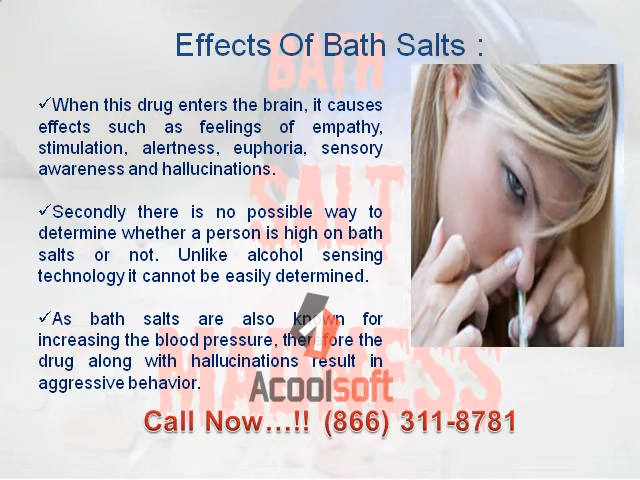 Effects Of Bath Salts :
BATH
✓When this drug enters the brain, it causes
effects such as feelings of empathy,
stimulation, alertness, euphoria, sensory
awareness and hallucinations.
SALT
✓Secondly there is no possible way to
determine whether a person is high on bath
salts or not. Unlike alcohol sensing
technology it cannot be easily determined.
✓As bath salts are also known for
increasing the blood pressure, therefore the
drug along with hallucinations result in
aggressive behavior.
MADNESS
Acoolsoft
Call Now...!! (866) 311-8781